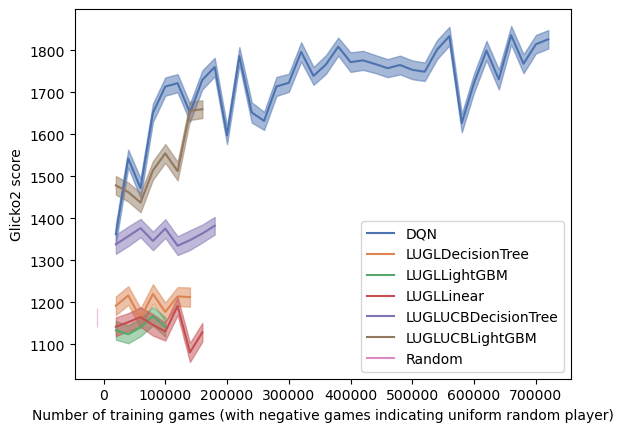 Glicko2 score
1800
1700
1600
1500
1400
1300
1200
1100
0 100000 200000 300000 400000 500000 600000 700000
Number of training games (with negative games indicating uniform random player)
DQN
LUGLDecisionTree
LUGLLightGBM
LUGLLinear
LUGLUCBDecisionTree
LUGLUCBLightGBM
Random